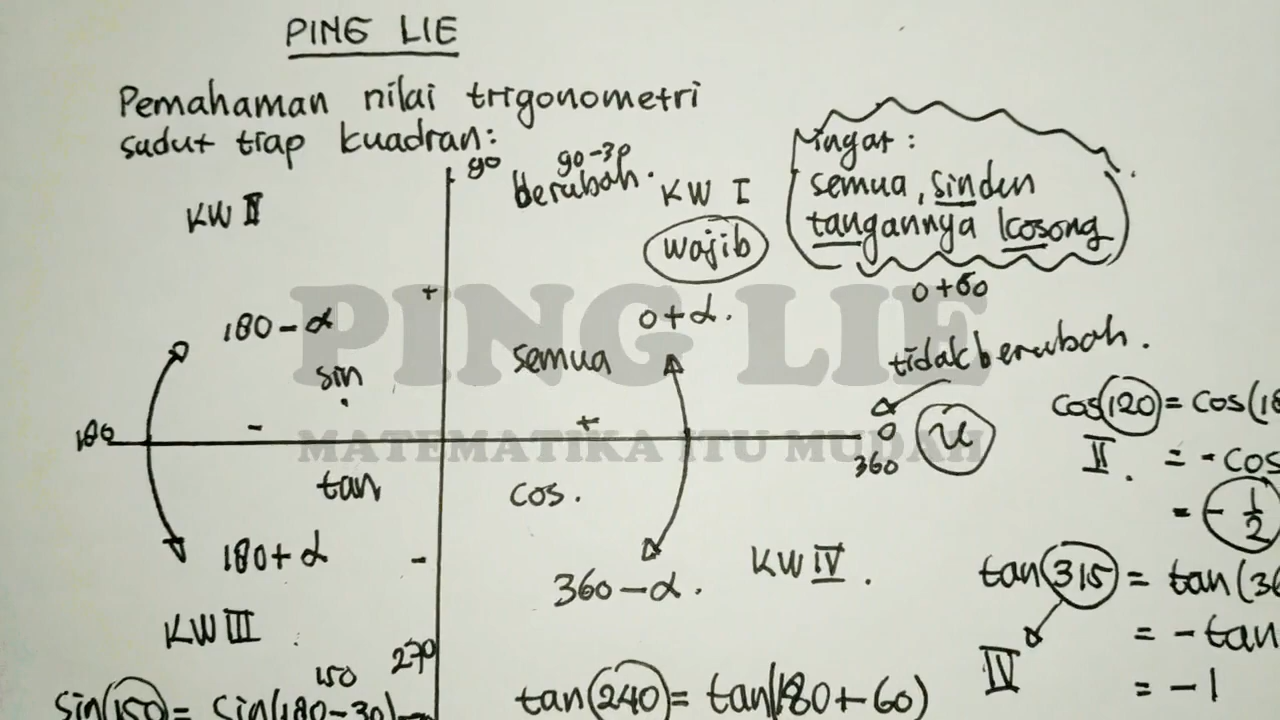 PING LIE
Pemahaman nilai trigonometri
sudut tiap kuadran:
90
90-30
berubah.
KW I
wajib
ingat:
semua, sinden
tangannya kosong
KW II
+
0+60
180-α
0+α.
semua
tidak berubah.
sin
PING LIE
180
-
+
0
360
MATEMATIKA ITU MUDAH
cos(120)= cos(18
II.
= -cos
= -1/2
tan
cos.
180+α
-
360-α.
KW IV.
tan(315) = tan(36
= -tan
IV
= -1
KW III
270
150
sin(150)= sin(180-30)
tan(240)= tan(180+60)